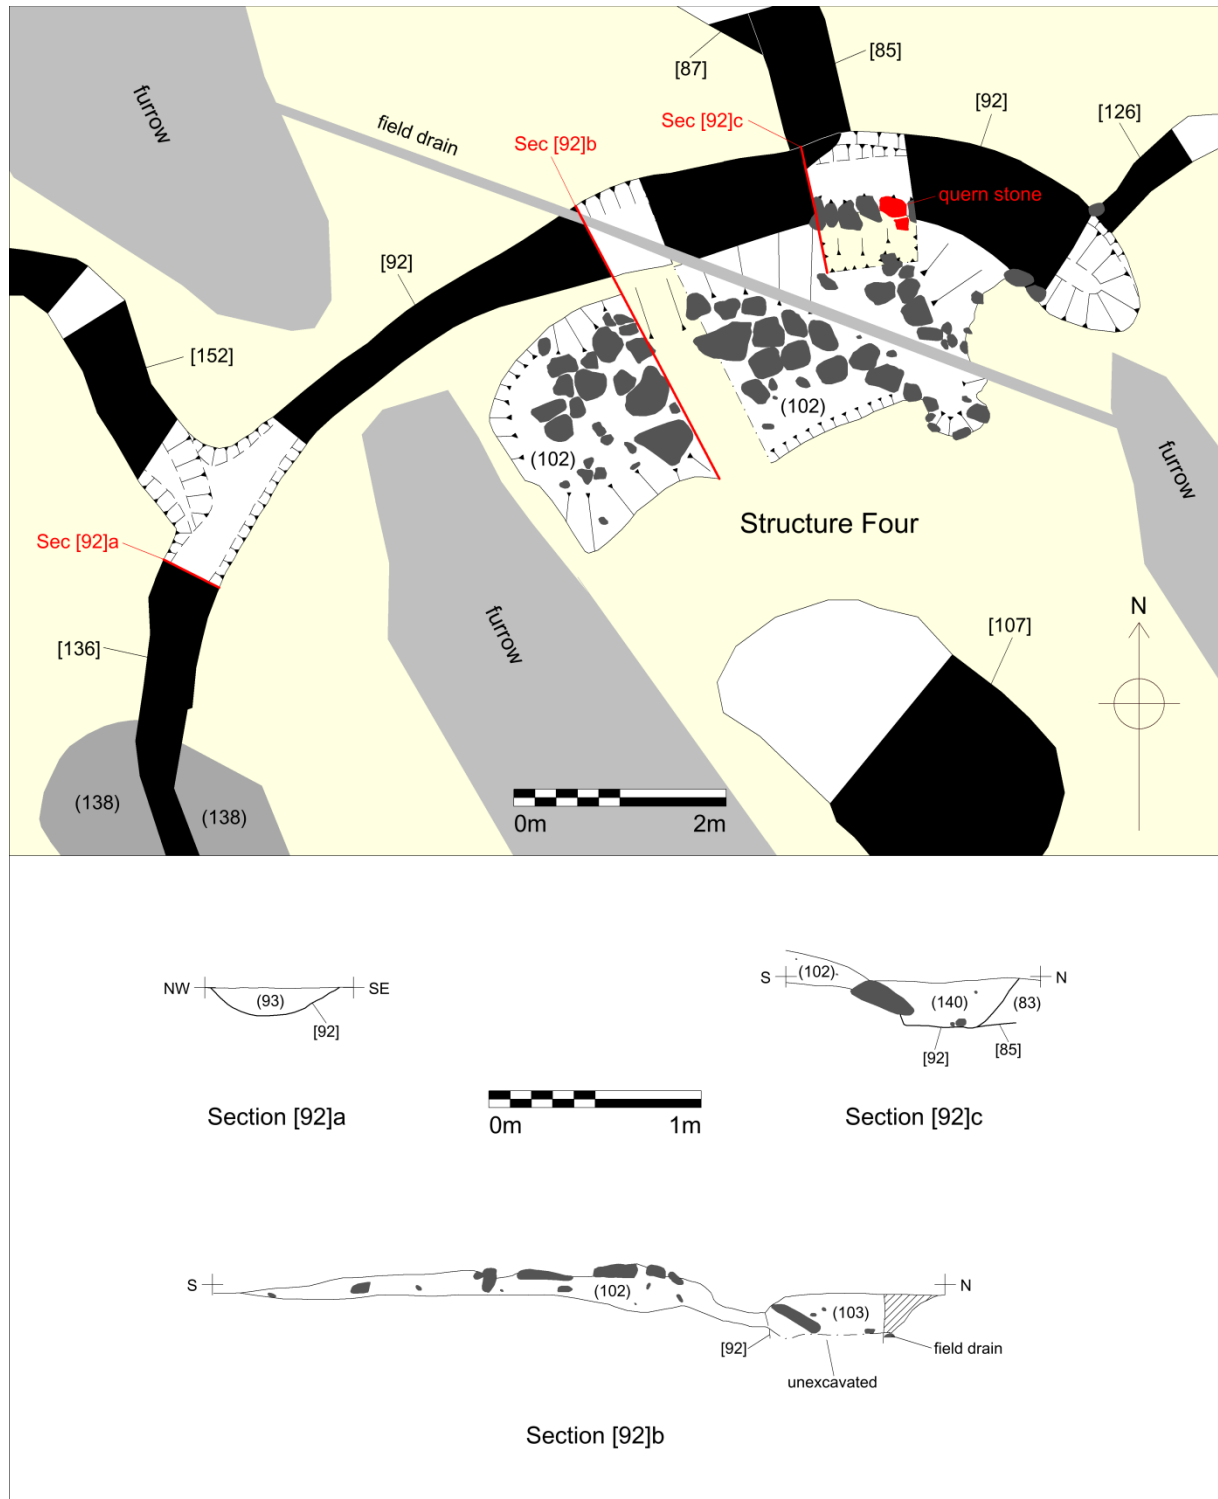 [87]
[85]
furrow
field drain
Sec [92]c
[92]
[126]
Sec [92]b
quern stone
[92]
[152]
(102)
(102)
furrow
Structure Four
Sec [92]a
furrow
N
[107]
[136]
(138)
(138)
0m 2m
S (102) N
NW (93) SE
(140) (83)
[92]
[85]
[92]
Section [92]a
0m 1m
Section [92]c
S (102) N
(103)
[92]
field drain
unexcavated
Section [92]b